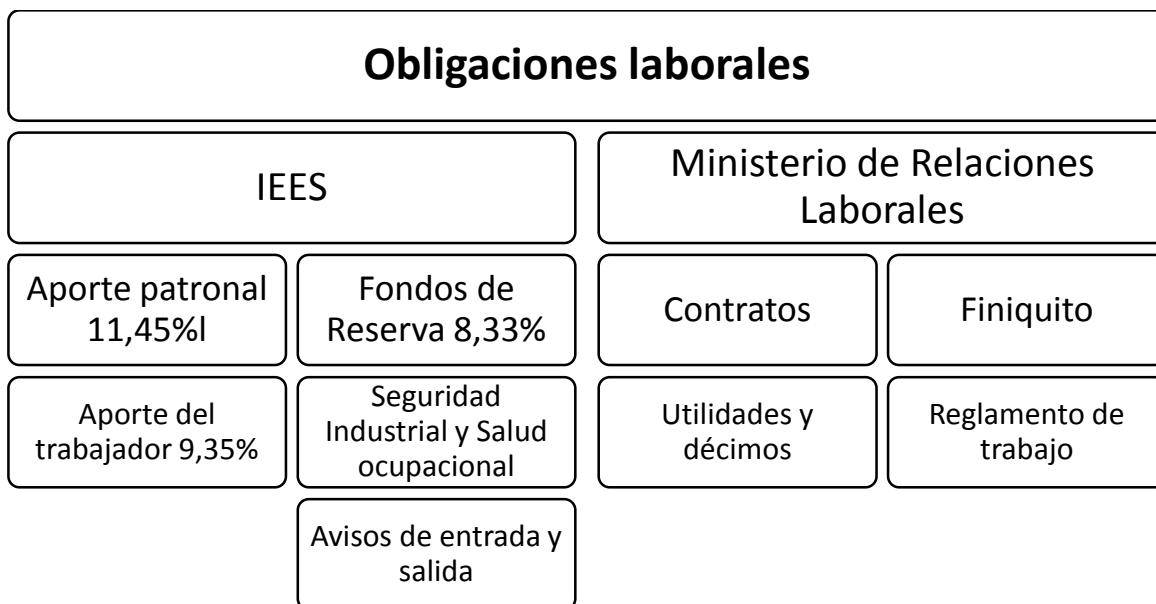 Obligaciones laborales
IEES
Ministerio de Relaciones
Laborales
Aporte patronal
11,45%l
Fondos de
Reserva 8,33%
Contratos
Finiquito
Aporte del
trabajador 9,35%
Seguridad
Industrial y Salud
ocupacional
Utilidades y
décimos
Reglamento de
trabajo
Avisos de entrada y
salida